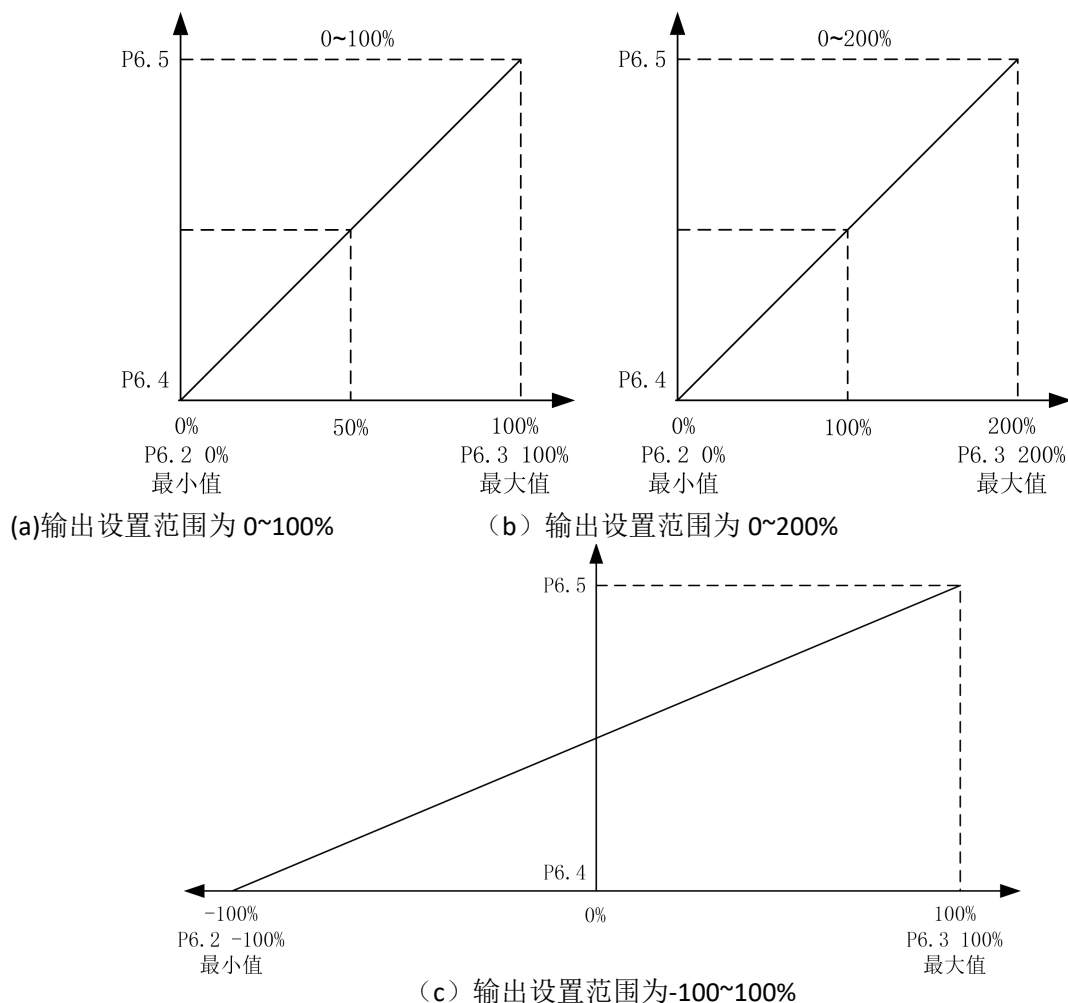 0~100%
P6.5
P6.4
0%
50%
100%
P6.2 0%
P6.3 100%
最小值
最大值
0~200%
P6.5
P6.4
0%
100%
200%
P6.2 0%
P6.3 200%
最小值
最大值
(a)输出设置范围为 0~100%
（b）输出设置范围为 0~200%
P6.5
P6.4
-100%
0%
100%
P6.2 -100%
P6.3 100%
最小值
最大值
（c）输出设置范围为-100~100%